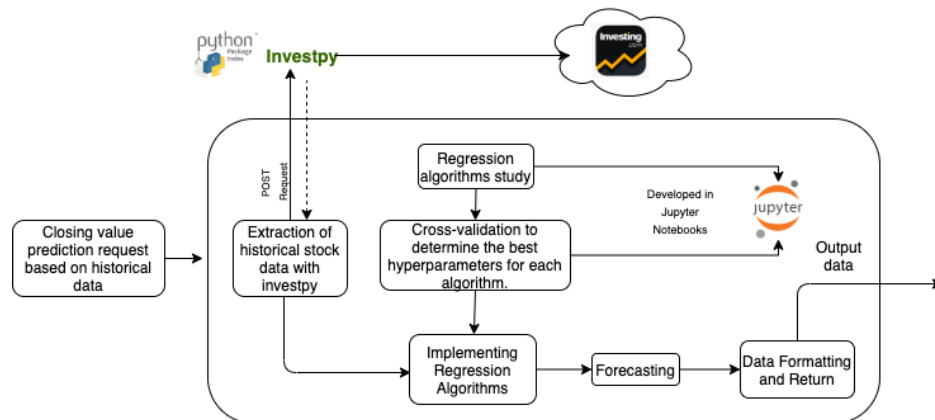 python™
Package
Index
Investpy
Investing
.com
POST
Request
Regression
algorithms study
Developed in
Jupyter
Notebooks
jupyter
Closing value
prediction request
based on historical
data
Extraction of
historical stock
data with
investpy
Cross-validation to
determine the best
hyperparameters for each
algorithm.
Output
data
Implementing
Regression
Algorithms
Forecasting
Data Formatting
and Return